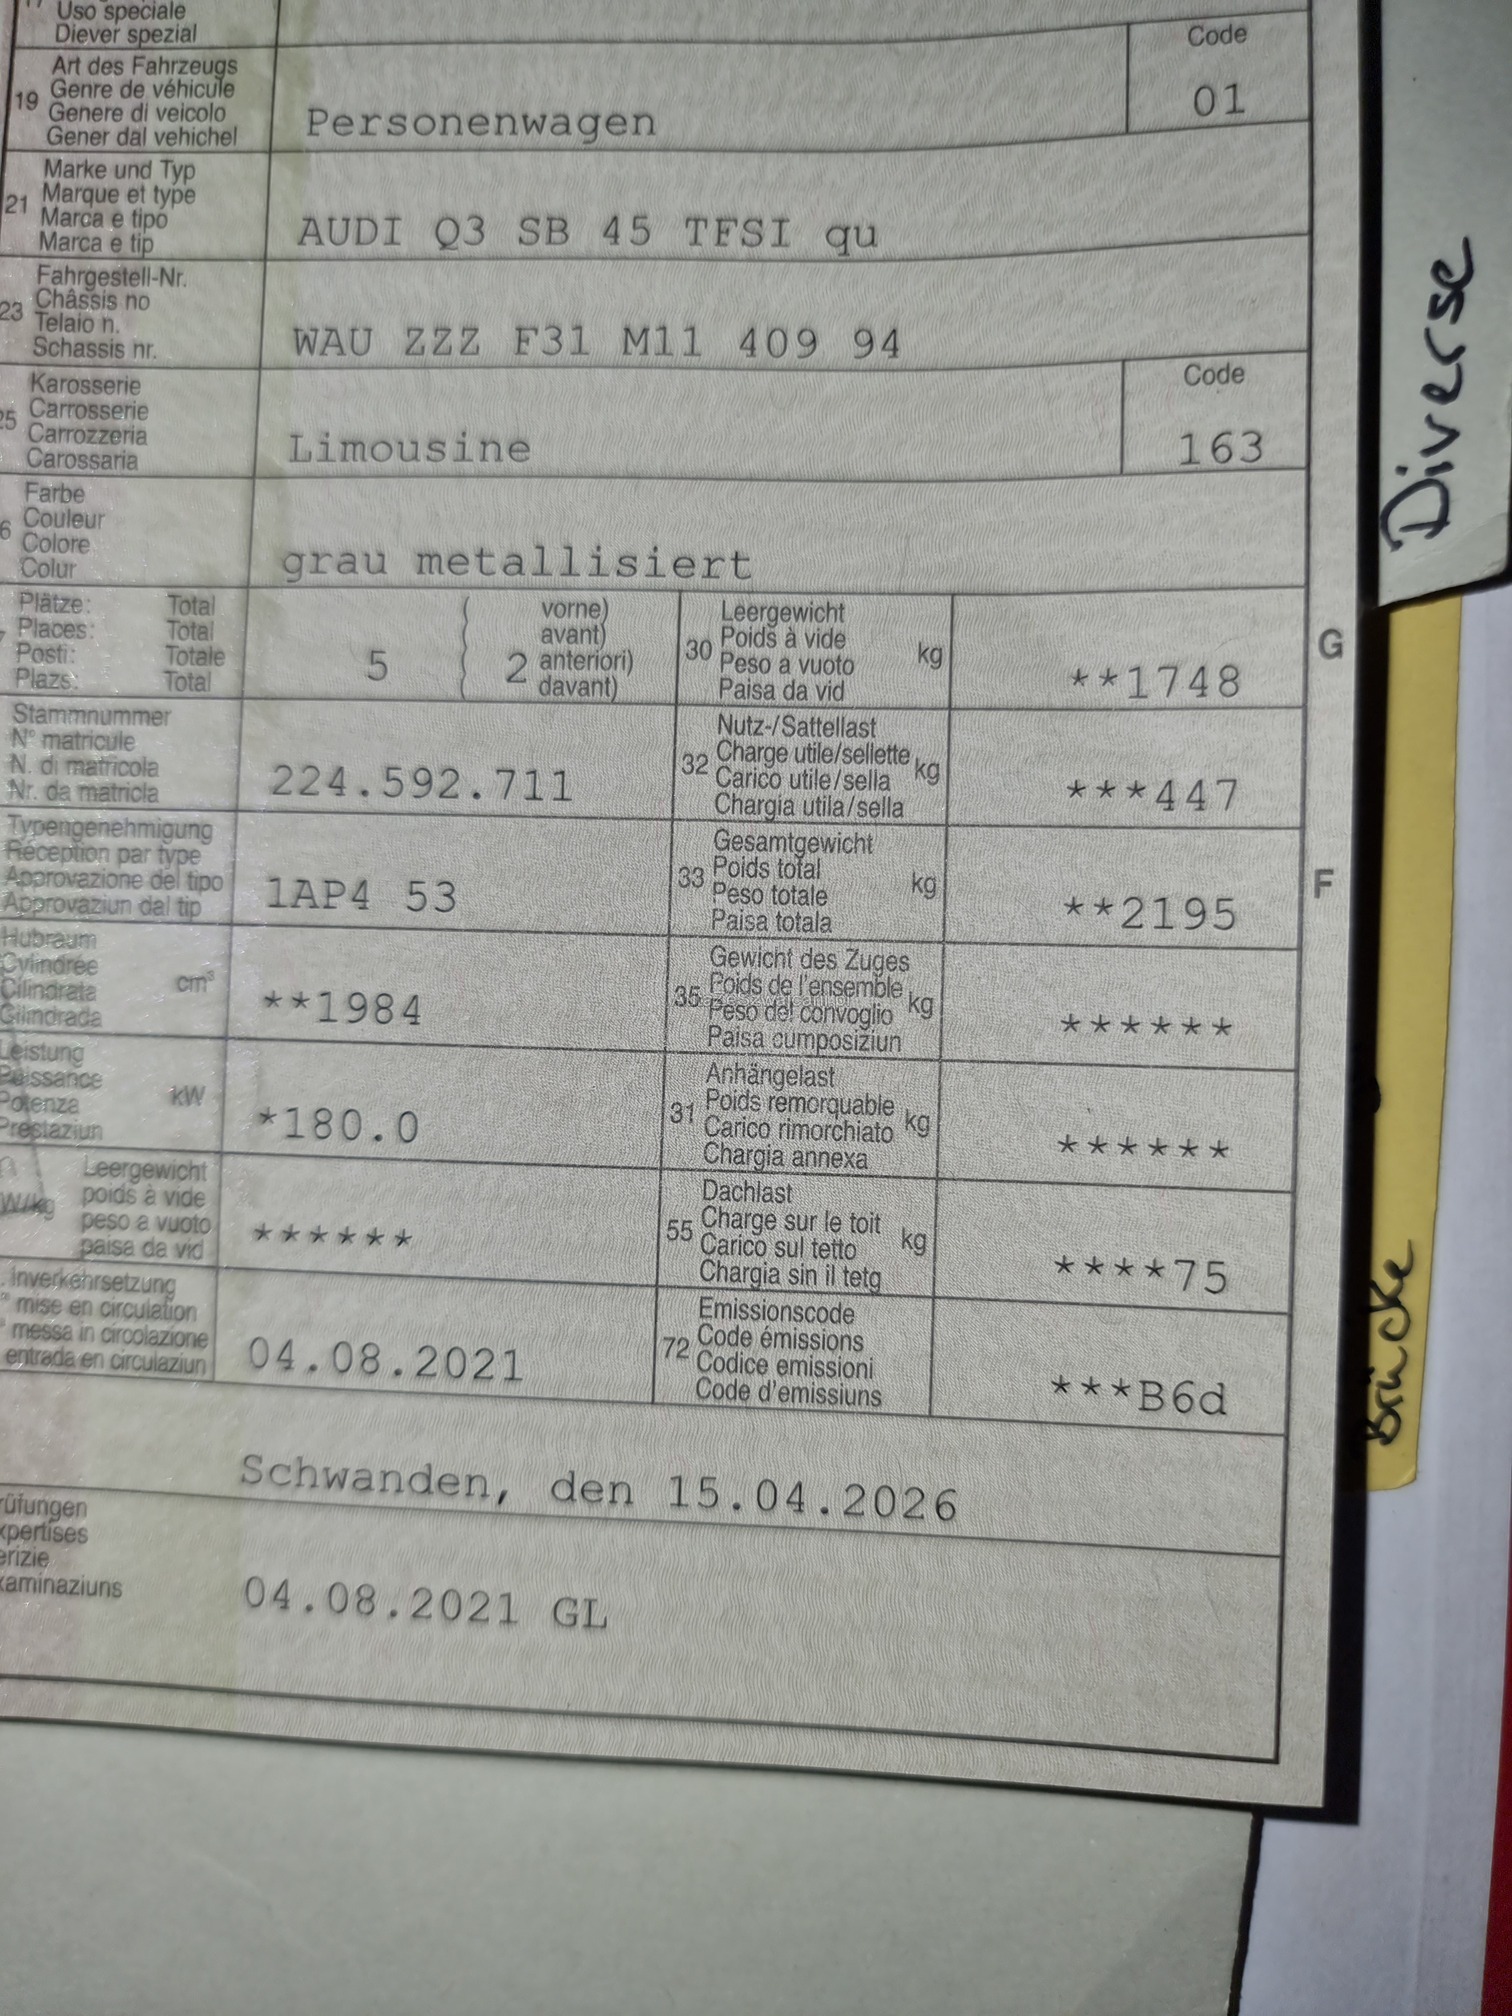 Uso speciale
Diever spezial
Code
19
Art des Fahrzeugs
Genre de véhicule
Genere di veicolo
Gener dal vehichel
Personenwagen
01
21
Marke und Typ
Marque et type
Marca e tipo
Marca e tip
AUDI Q3 SB 45 TFSI qu
23
Fahrgestell-Nr.
Châssis no
Telaio n.
Schassis nr.
WAU ZZZ F31 M11 409 94
Karosserie
Carrosserie
Carrozzeria
Carossaria
Limousine
Code
163
Farbe
Couleur
Colore
Colur
grau metallisiert
Plätze: Total
Places: Total
Posti: Totale
Plazs: Total
5
2
vorne)
avant)
anteriori)
davant)
30
Leergewicht
Poids à vide
Peso a vuoto
Paisa da vid
kg
**1748
G
Stammnummer
N° matricule
N. di matricola
Nr. da matricla
224.592.711
32
Nutz-/Sattellast
Charge utile/sellette
Carico utile/sella
Chargia utila/sella
kg
***447
Typengenehmigung
Réception par type
Approvazione del tipo
Approvaziun dal tip
1AP4 53
33
Gesamtgewicht
Poids total
Peso totale
Paisa totala
kg
**2195
F
Hubraum
Cylindrée
Cilindrata
Cilindrada
cm³
**1984
35
Gewicht des Zuges
Poids de l'ensemble
Peso del convoglio
Paisa cumposiziun
kg
******
Leistung
Puissance
Potenza
Prestaziun
kW
*180.0
31
Anhängelast
Poids remorquable
Carico rimorchiato
Chargia annexa
kg
******
Leergewicht
poids à vide
peso a vuoto
paisa da vid
******
55
Dachlast
Charge sur le toit
Carico sul tetto
Chargia sin il tetg
kg
****75
. Inverkehrsetzung
mise en circulation
messa in circolazione
entrada en circulaziun
04.08.2021
72
Emissionscode
Code émissions
Codice emissioni
Code d'emissiuns
***B6d
Schwanden, den 15.04.2026
04.08.2021 GL
Diverse
Brücke